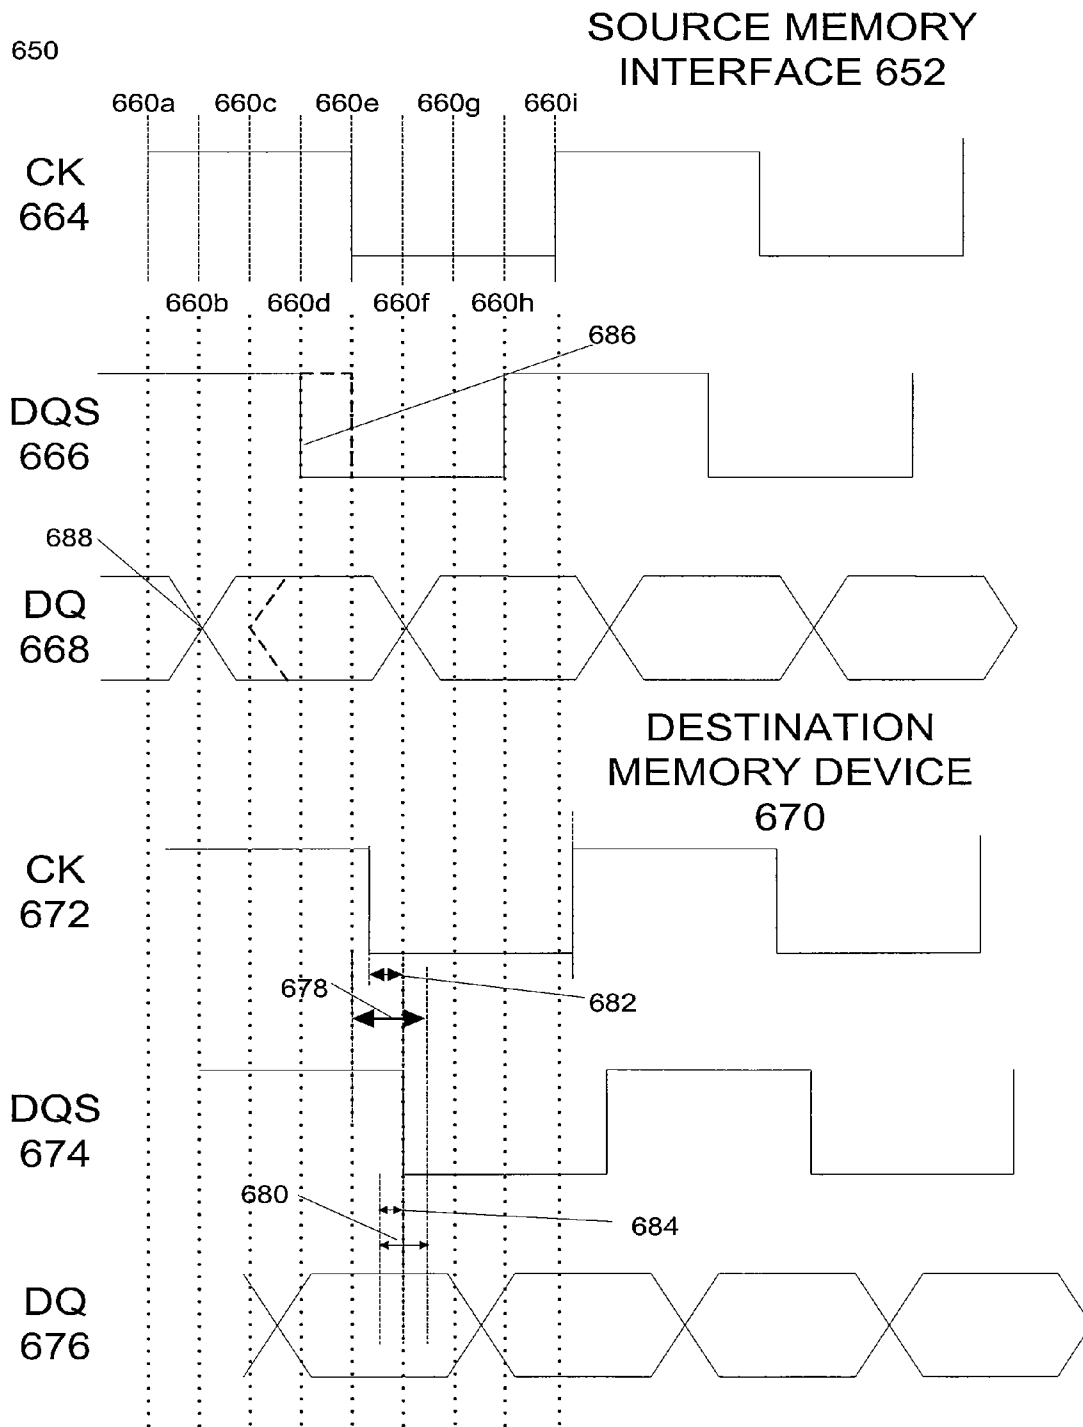 SOURCE MEMORY
INTERFACE 652
650
660a 660c 660e 660g 660i
CK
664
660b 660d 660f 660h
686
DQS
666
688
DQ
668
DESTINATION
MEMORY DEVICE
670
CK
672
678
682
DQS
674
680
684
DQ
676